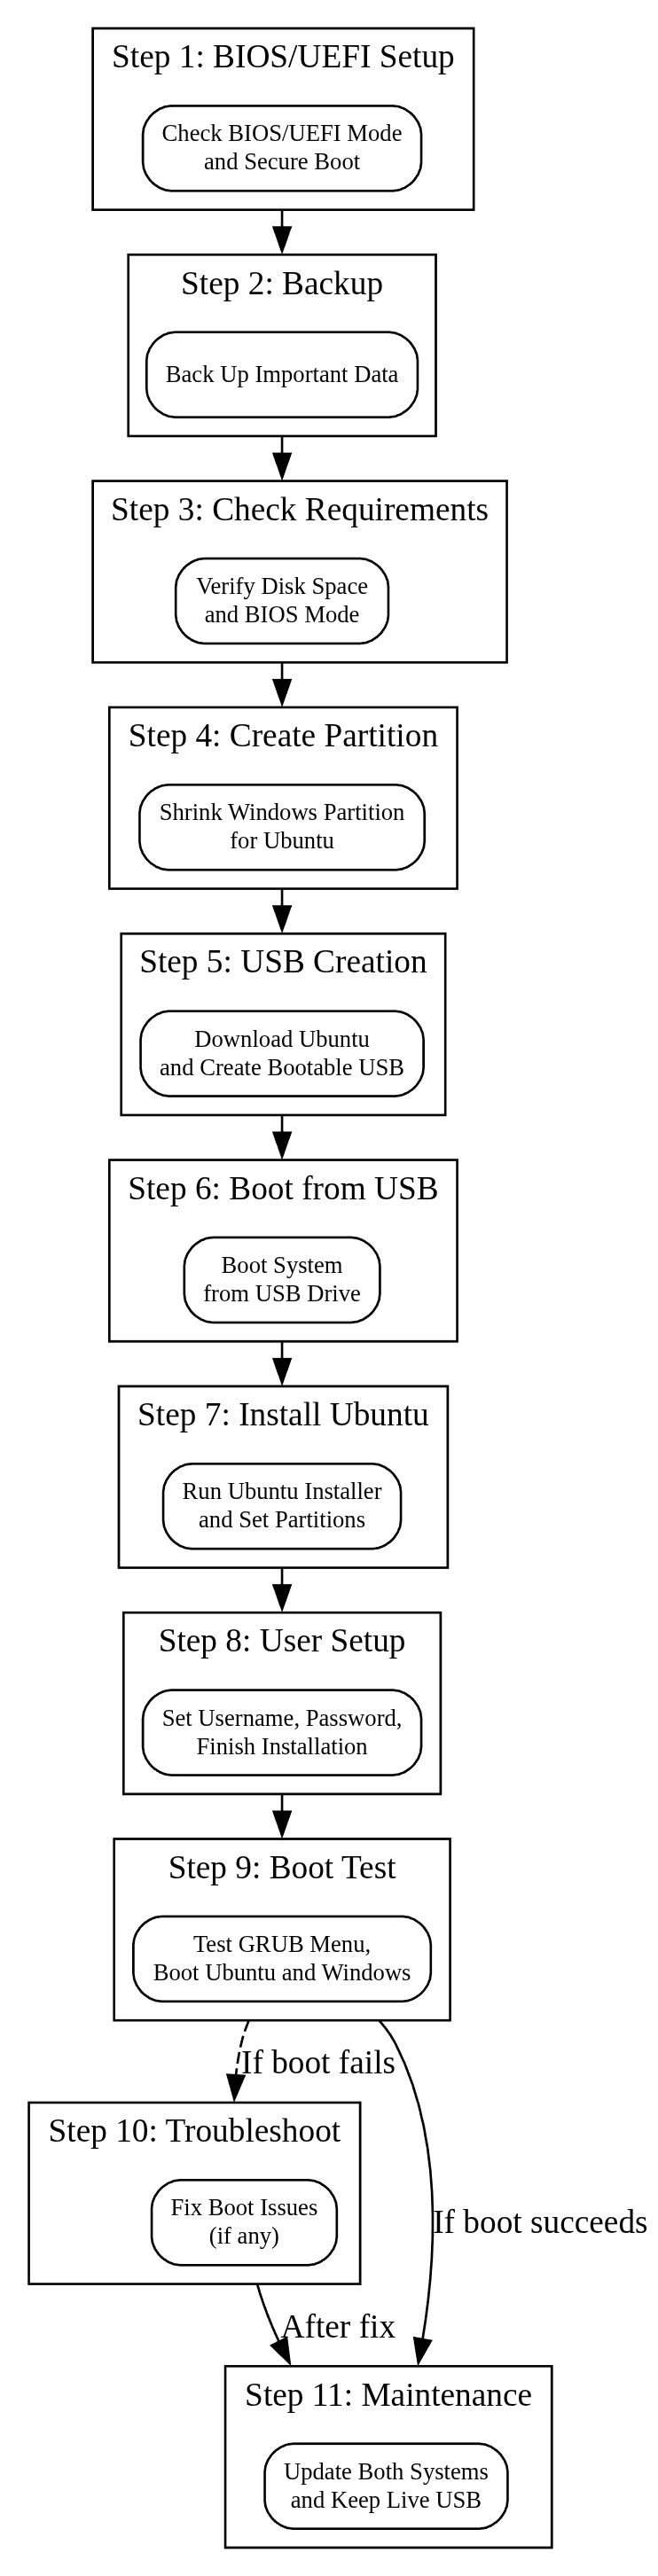 Step 1: BIOS/UEFI Setup
Check BIOS/UEFI Mode
and Secure Boot
Step 2: Backup
Back Up Important Data
Step 3: Check Requirements
Verify Disk Space
and BIOS Mode
Step 4: Create Partition
Shrink Windows Partition
for Ubuntu
Step 5: USB Creation
Download Ubuntu
and Create Bootable USB
Step 6: Boot from USB
Boot System
from USB Drive
Step 7: Install Ubuntu
Run Ubuntu Installer
and Set Partitions
Step 8: User Setup
Set Username, Password,
Finish Installation
Step 9: Boot Test
Test GRUB Menu,
Boot Ubuntu and Windows
If boot fails
Step 10: Troubleshoot
Fix Boot Issues
(if any)
If boot succeeds
After fix
Step 11: Maintenance
Update Both Systems
and Keep Live USB